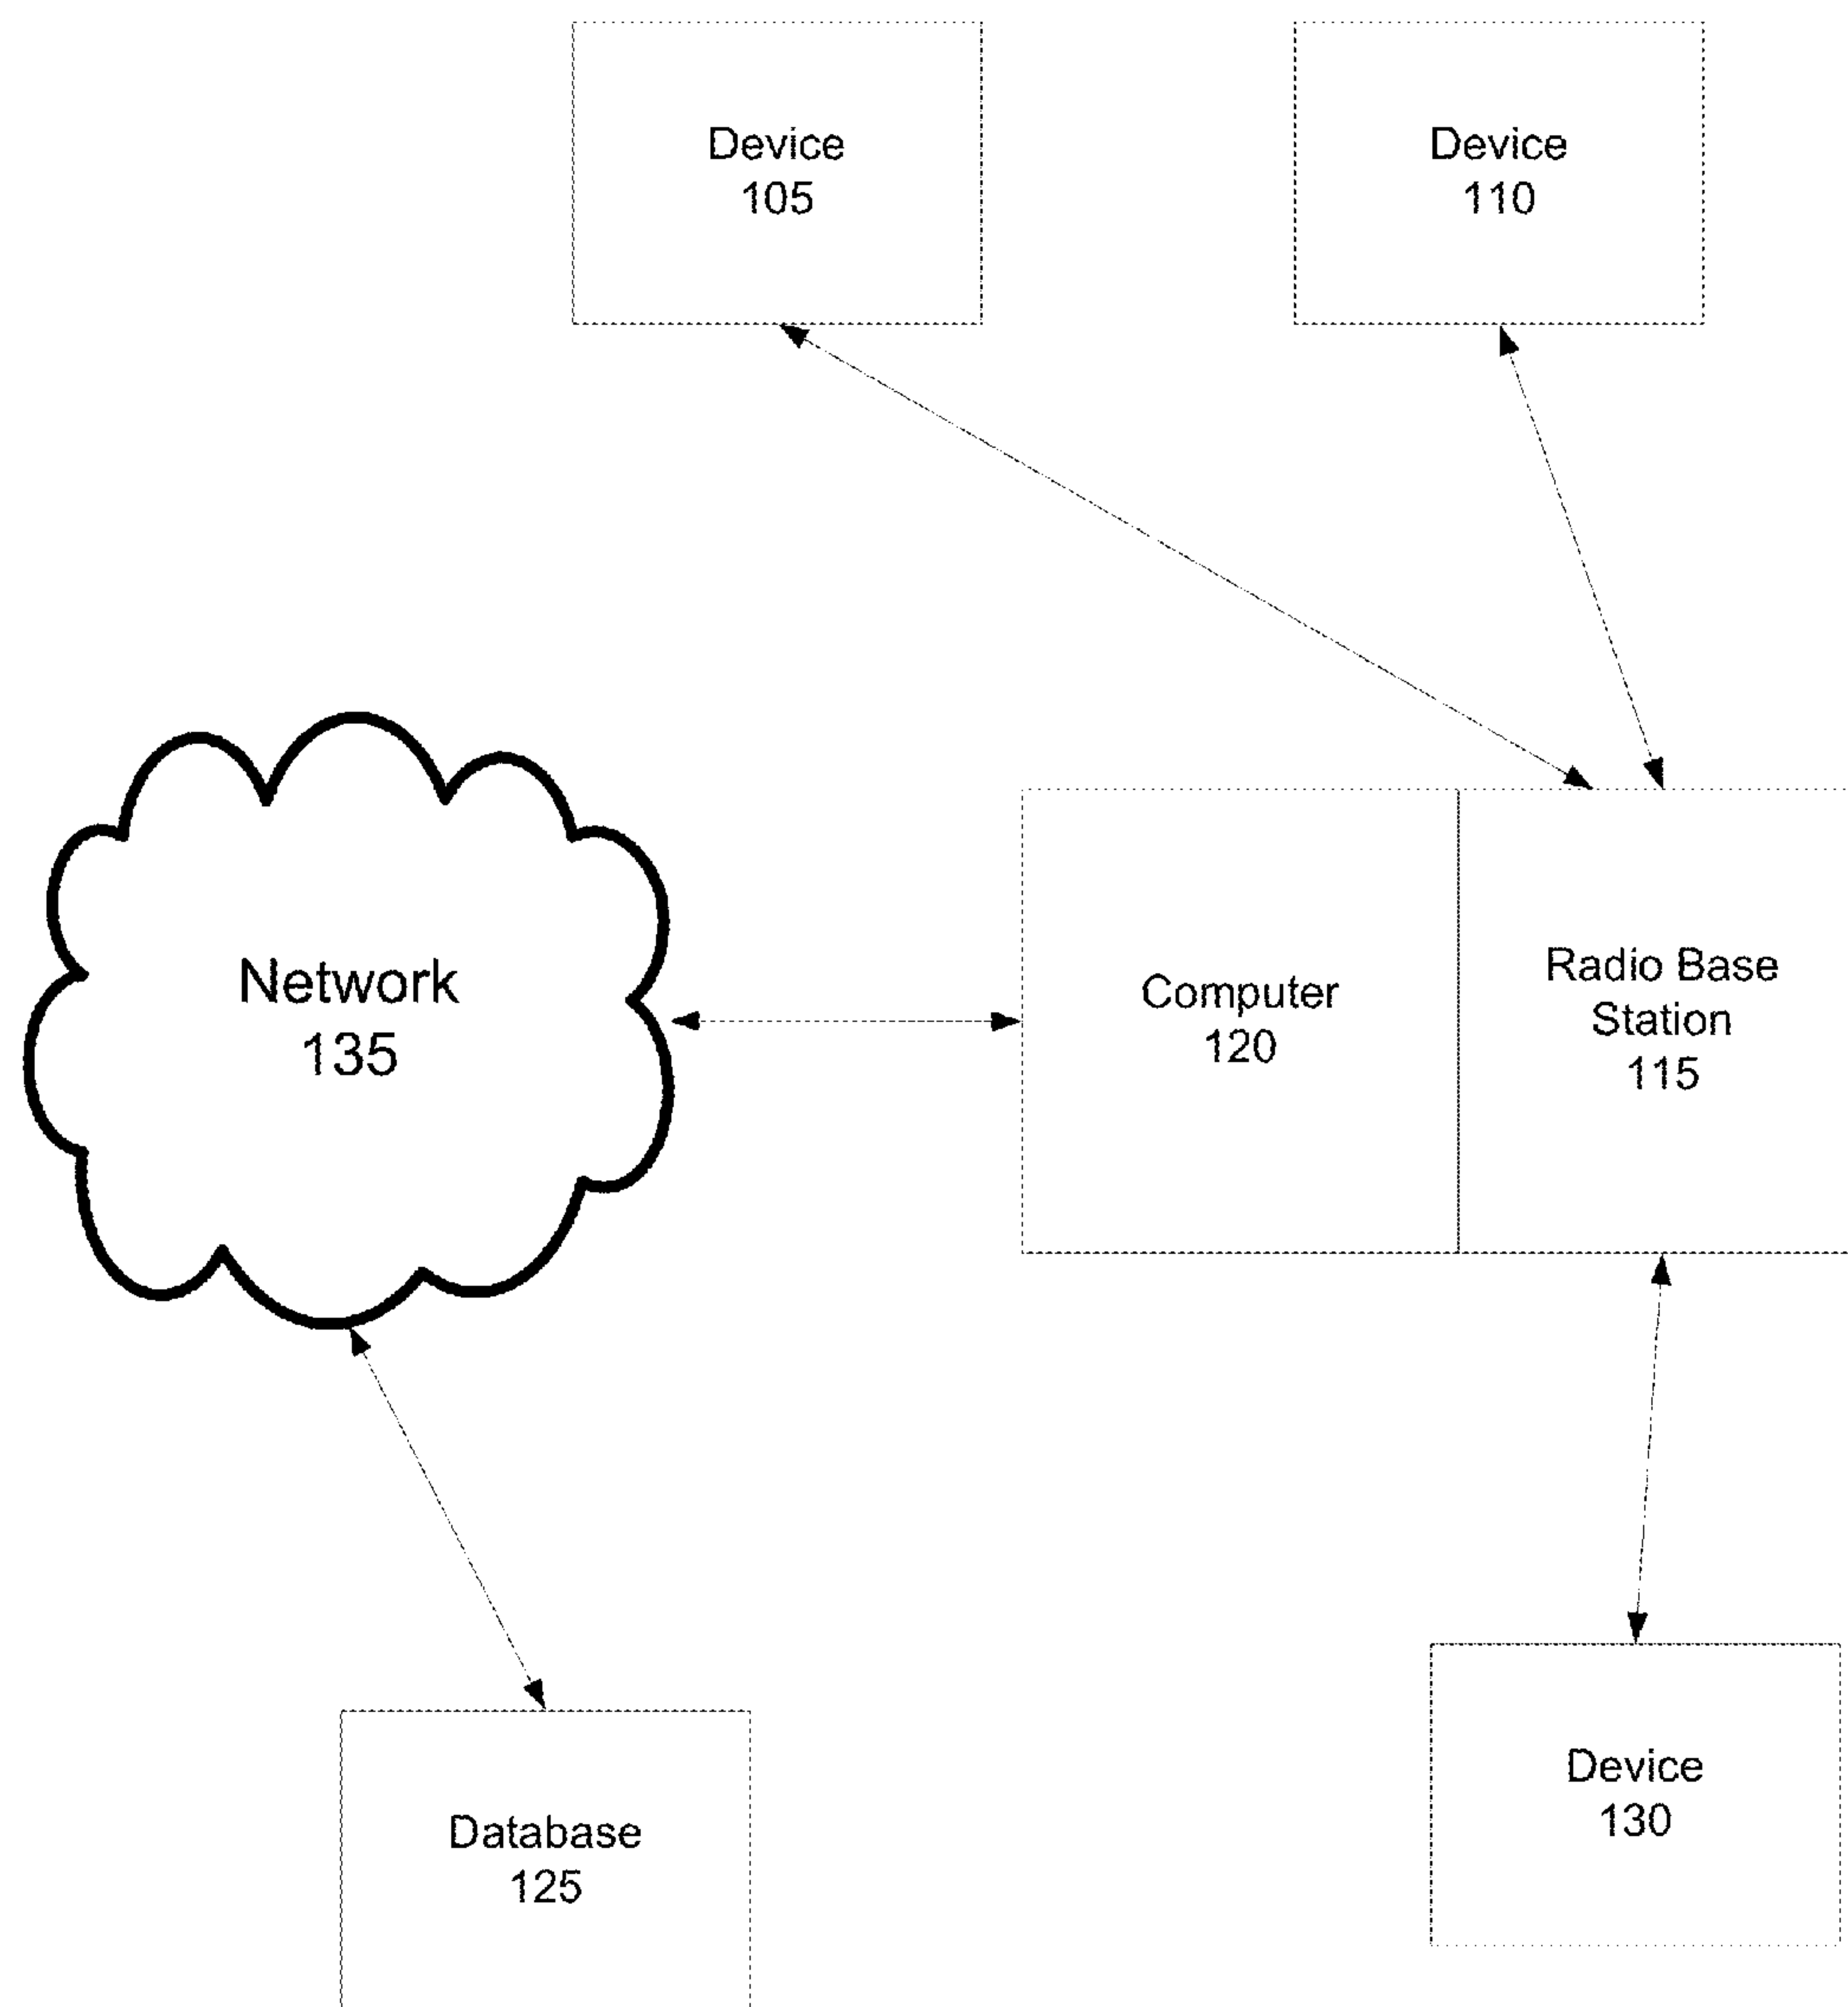 Device
105
Device
110
Network
135
Computer
120
Radio Base
Station
115
Database
125
Device
130